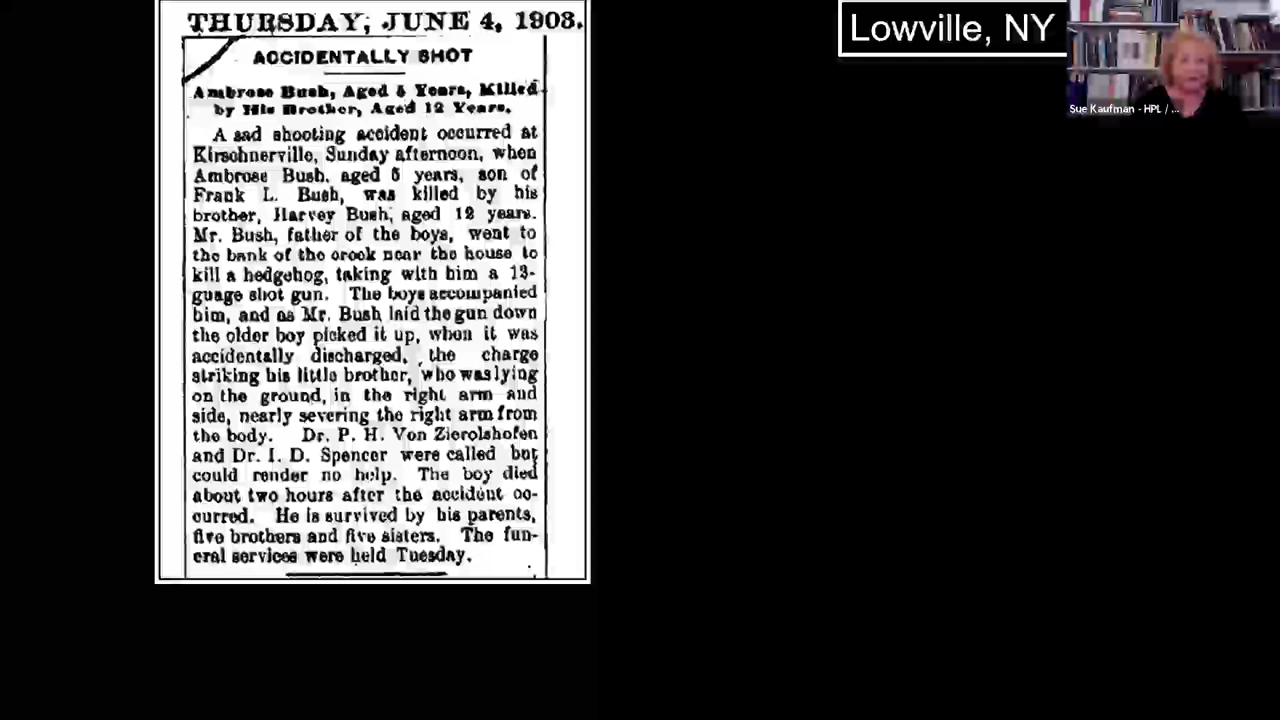 THURSDAY, JUNE 4, 1903.
ACCIDENTALLY SHOT
Ambrose Bush, Aged 5 Years, Killed
by His Brother, Aged 12 Years.
A sad shooting accident occurred at
Kirschnerville, Sunday afternoon, when
Ambrose Bush, aged 5 years, son of
Frank L. Bush, was killed by his
brother, Harvey Bush, aged 12 years.
Mr. Bush, father of the boys, went to
the bank of the creek near the house to
kill a hedgehog, taking with him a 13-
guage shot gun. The boys accompanied
him, and as Mr. Bush laid the gun down
the older boy picked it up, when it was
accidentally discharged, the charge
striking his little brother, who was lying
on the ground, in the right arm and
side, nearly severing the right arm from
the body. Dr. P. H. Von Zierolshofen
and Dr. I. D. Spencer were called but
could render no help. The boy died
about two hours after the accident oc-
curred. He is survived by his parents,
five brothers and five sisters. The fun-
eral services were held Tuesday.
Lowville, NY
Sue Kaufman - HPL / ...